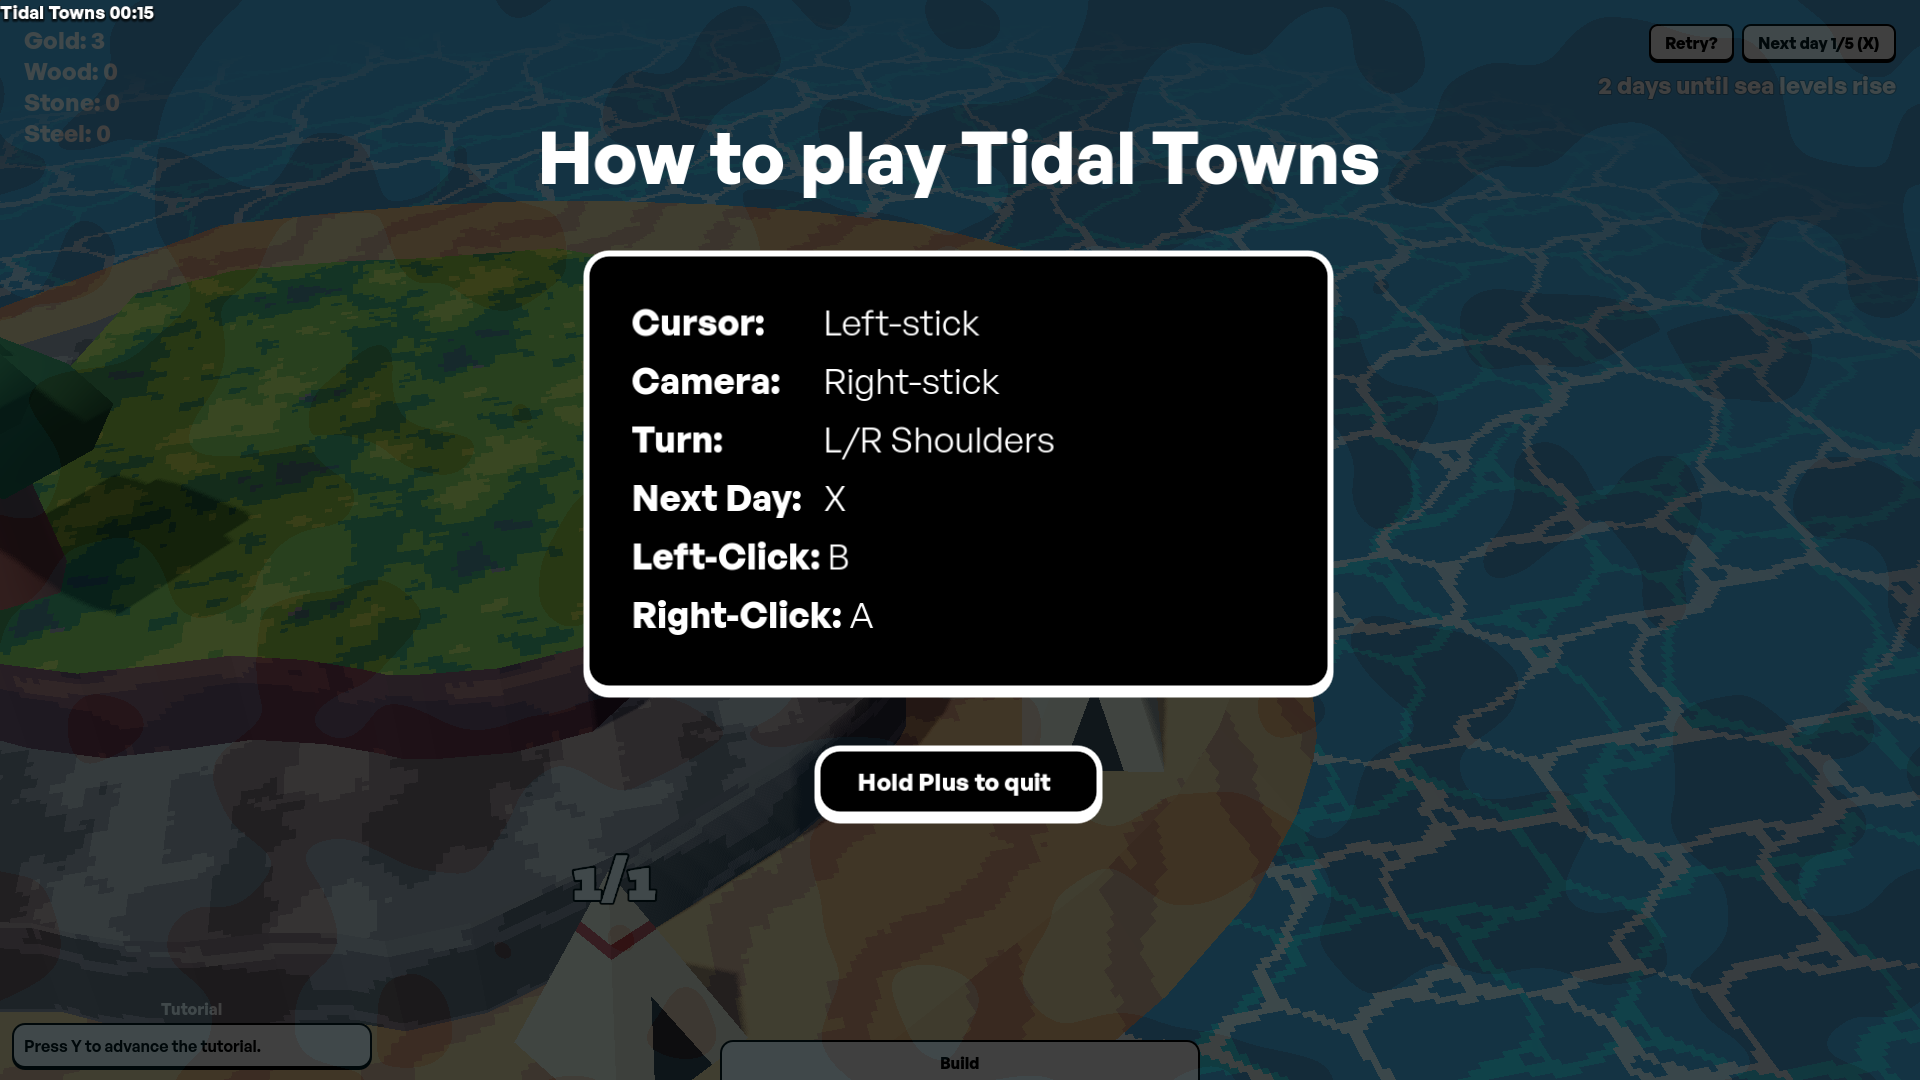 Tidal Towns 00:15
Gold: 3
Wood: 0
Stone: 0
Steel: 0
Retry?
Next day 1/5 (X)
2 days until sea levels rise
How to play Tidal Towns
Cursor: Left-stick
Camera: Right-stick
Turn: L/R Shoulders
Next Day: X
Left-Click: B
Right-Click: A
Hold Plus to quit
1/1
Tutorial
Press Y to advance the tutorial.
Build